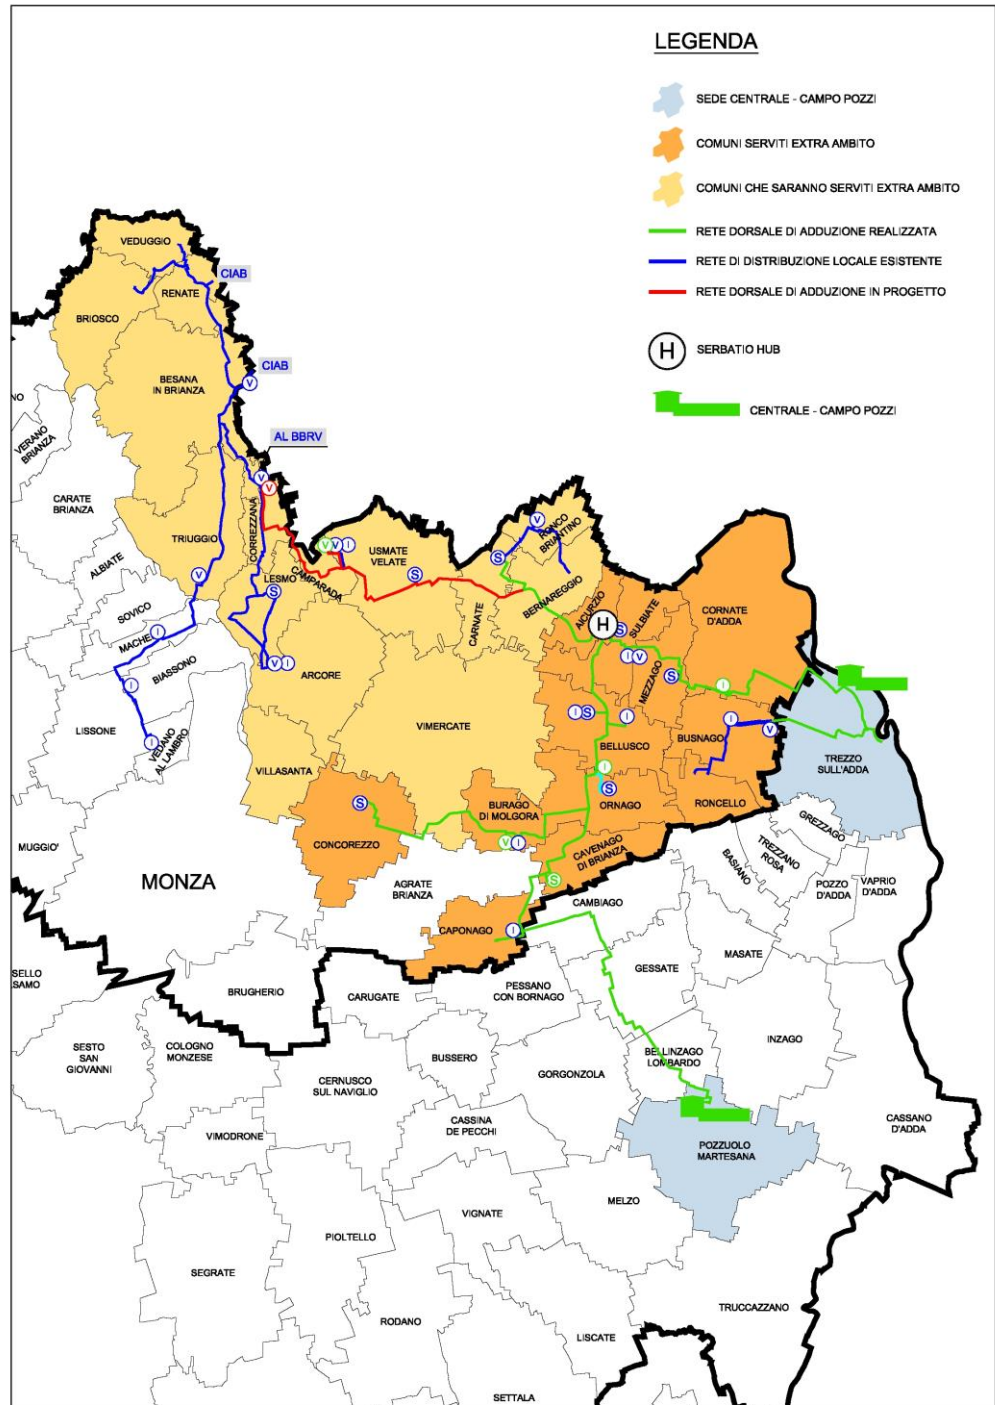 LEGENDA
SEDE CENTRALE - CAMPO POZZI
COMUNI SERVITI EXTRA AMBITO
COMUNI CHE SARANNO SERVITI EXTRA AMBITO
RETE DORSALE DI ADDUZIONE REALIZZATA
RETE DI DISTRIBUZIONE LOCALE ESISTENTE
RETE DORSALE DI ADDUZIONE IN PROGETTO
H
SERBATIO HUB
CENTRALE - CAMPO POZZI
VEDUGGIO
CIAB
RENATE
BRIOSCO
CIAB
V
BESANA
IN BRIANZA
NO
VERANO
BRIANZA
AL BBRV
V
V
CARATE
BRIANZA
CORREZZANA
TRIUGGIO
ALBIATE
V
V
V
I
USMATE
VELATE
S
V
RONCO
BRIANTINO
S
LESMO
S
CAMPARADA
CARNATE
BERNAREGGIO
AICURZIO
SULBIATE
CORNATE
D'ADDA
SOVICO
MACHE
I
H
S
BIASSONO
I
V
I
ARCORE
I
V
MEZZAGO
S
I
LISSONE
VEDANO
AL LAMBRO
I
VIMERCATE
I
S
I
BELLUSCO
BUSNAGO
I
V
TREZZO
SULL'ADDA
VILLASANTA
I
S
ORNAGO
RONCELLO
S
BURAGO
DI MOLGORA
GREZZAGO
TREZZANO
ROSA
BASIANO
MUGGIO'
CONCOREZZO
V
I
CAVENAGO
DI BRIANZA
MONZA
AGRATE
BRIANZA
S
POZZO
D'ADDA
VAPRIO
D'ADDA
CAMBIAGO
CAPONAGO
I
MASATE
GESSATE
SELLO
SAMO
BRUGHERIO
CARUGATE
PESSANO
CON BORNAGO
SESTO
SAN
GIOVANNI
COLOGNO
MONZESE
BUSSERO
BELLINZAGO
LOMBARDO
INZAGO
GORGONZOLA
CERNUSCO
SUL NAVIGLIO
VIMODRONE
CASSINA
DE PECCHI
CASSANO
D'ADDA
POZZUOLO
MARTESANA
MELZO
VIGNATE
PIOLTELLO
SEGRATE
TRUCCAZZANO
RODANO
LISCATE
SETTALA